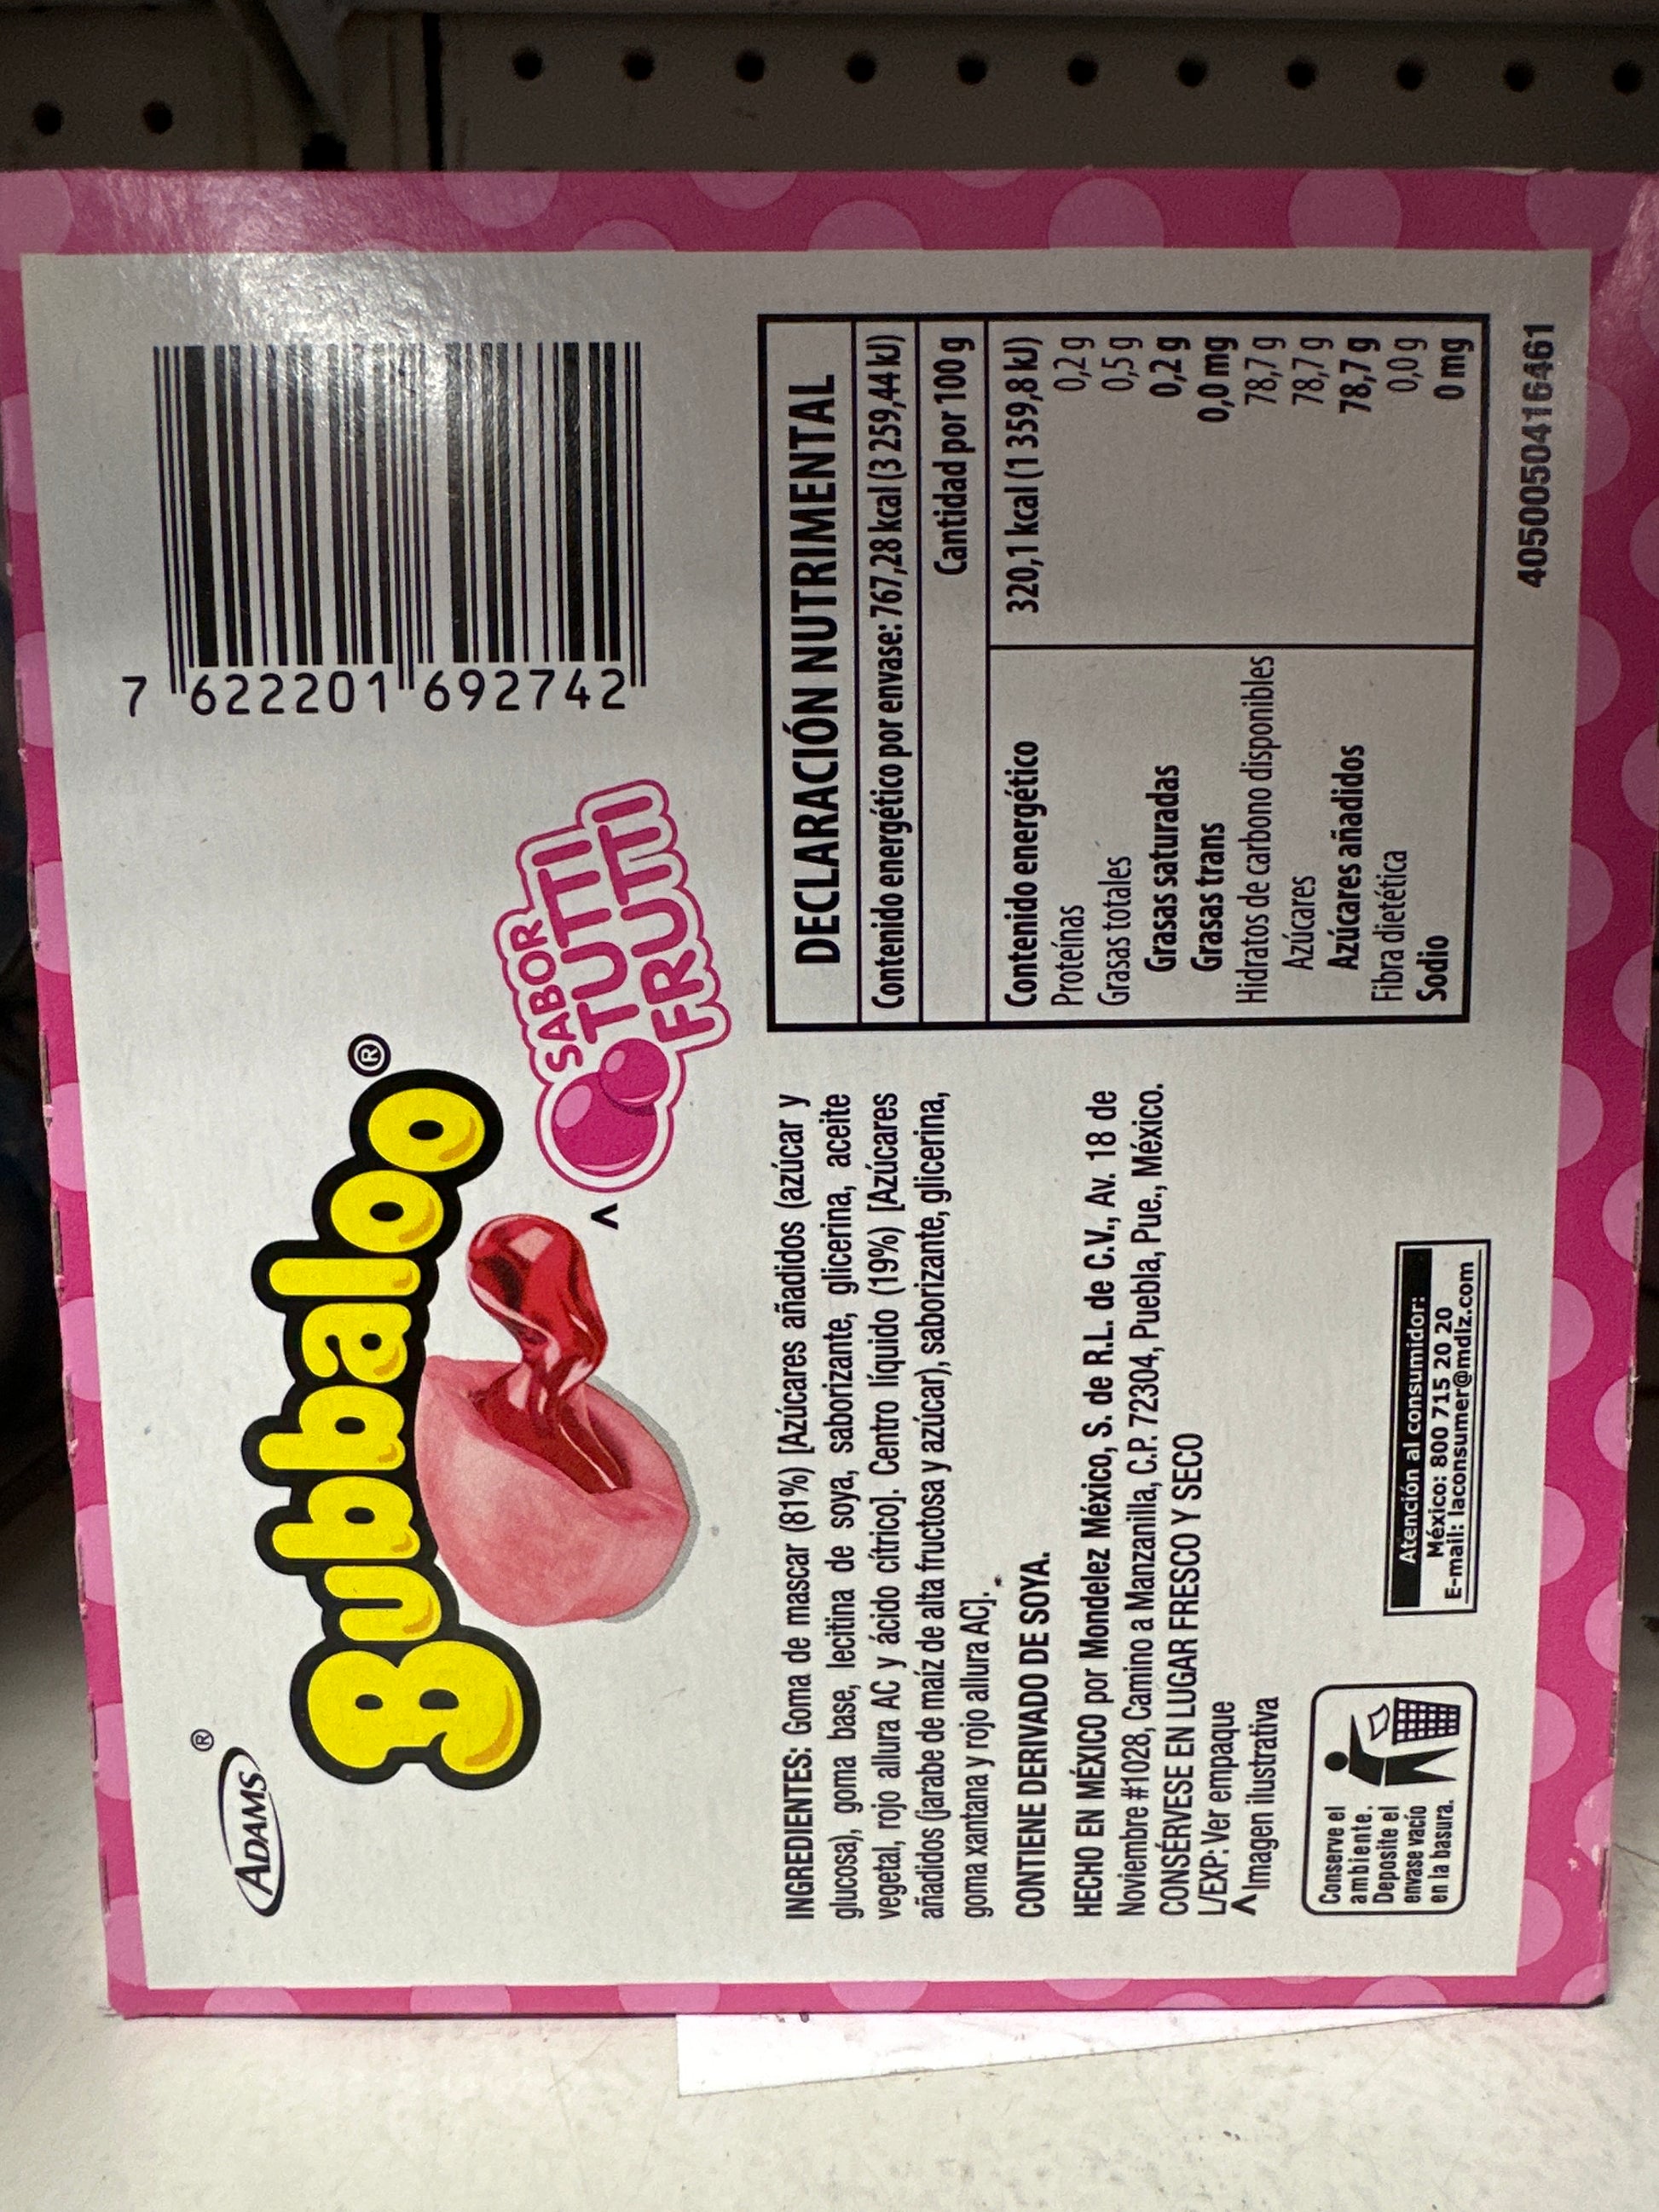 ADAMS®
Bubbaloo®
^
SABOR
TUTTI
FRUTTI
7 622201 692742
INGREDIENTES: Goma de mascar (81%) [Azúcares añadidos (azúcar y
glucosa), goma base, lecitina de soya, saborizante, glicerina, aceite
vegetal, rojo allura AC y ácido cítrico]. Centro líquido (19%) [Azúcares
añadidos (jarabe de maíz de alta fructosa y azúcar), saborizante, glicerina,
goma xantana y rojo allura AC].
CONTIENE DERIVADO DE SOYA.
HECHO EN MÉXICO por Mondelez México, S. de R.L. de C.V., Av. 18 de
Noviembre #1028, Camino a Manzanilla, C.P. 72304, Puebla, Pue., México.
CONSÉRVESE EN LUGAR FRESCO Y SECO
L/EXP: Ver empaque
^Imagen ilustrativa
Conserve el
ambiente.
Deposite el
envase vacío
en la basura.
Atención al consumidor:
México: 800 715 20 20
E-mail: laconsumer@mdlz.com
DECLARACIÓN NUTRIMENTAL
Contenido energético por envase: 767,28 kcal (3 259,44 kJ)
Cantidad por 100 g
Contenido energético 320,1 kcal (1 359,8 kJ)
Proteínas 0,2 g
Grasas totales 0,5 g
Grasas saturadas 0,2 g
Grasas trans 0,0 mg
Hidratos de carbono disponibles 78,7 g
Azúcares 78,7 g
Azúcares añadidos 78,7 g
Fibra dietética 0,0 g
Sodio 0 mg
4050050416461